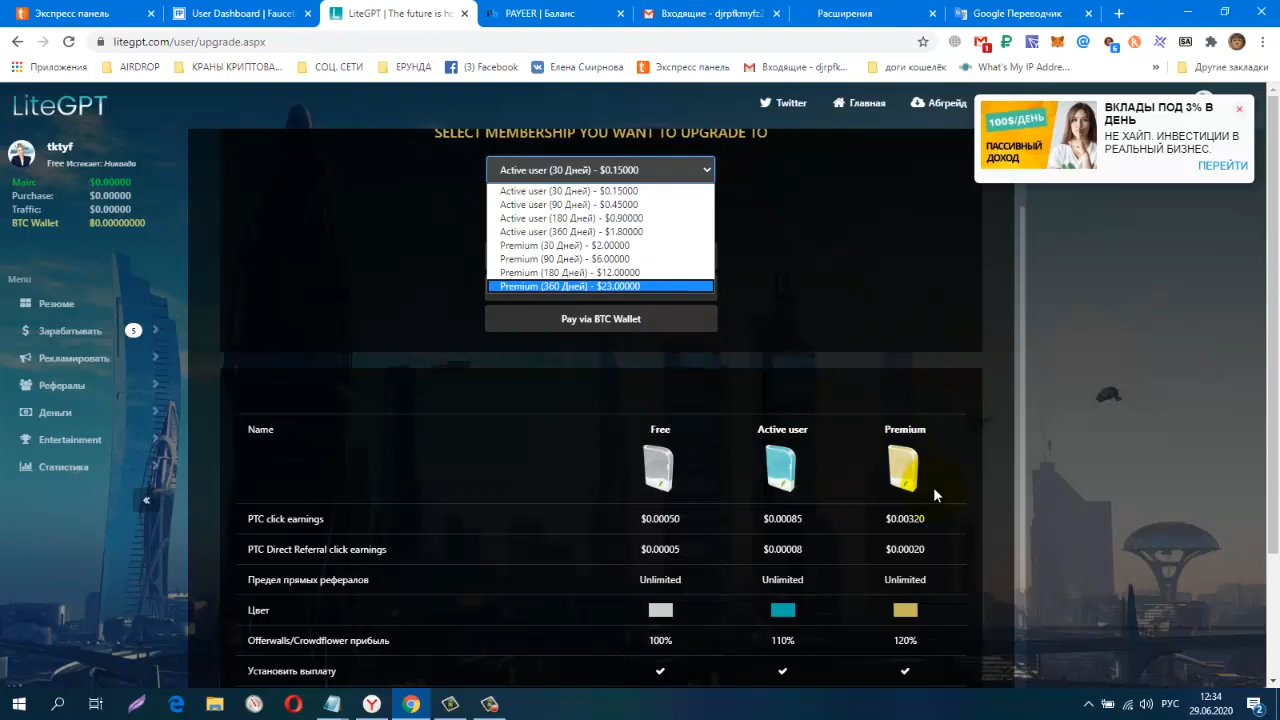 Экспресс панель
User Dashboard | Faucet
LiteGPT | The future is he
PAYEER | Баланс
Входящие - djrpfkmyfz
Расширения
Google Переводчик
litegpt.com/user/upgrade.aspx
Приложения
AIRDROP
КРАНЫ КРИПТОВА...
СОЦ. СЕТИ
ЕРУНДА
(3) Facebook
Елена Смирнова
Экспресс панель
Входящие - djrpfk...
доги кошелёк
What's My IP Addre...
»
Другие закладки
LiteGPT
Twitter
Главная
Абгрейд
100$/ДЕНЬ
ПАССИВНЫЙ
ДОХОД
ВКЛАДЫ ПОД 3% В
ДЕНЬ
НЕ ХАЙП. ИНВЕСТИЦИИ В
РЕАЛЬНЫЙ БИЗНЕС.
ПЕРЕЙТИ
tktyf
Free Истекает: Никогда
Main: $0.00000
Purchase: $0.00000
Traffic: $0.00000
BTC Wallet ฿0.00000000
Menu
Резюме
Зарабатывать 5
Рекламировать
Рефералы
Деньги
Entertainment
Статистика
«
SELECT MEMBERSHIP YOU WANT TO UPGRADE TO
Active user (30 Дней) - $0.15000
Active user (30 Дней) - $0.15000
Active user (90 Дней) - $0.45000
Active user (180 Дней) - $0.90000
Active user (360 Дней) - $1.80000
Premium (30 Дней) - $2.00000
Premium (90 Дней) - $6.00000
Premium (180 Дней) - $12.00000
Premium (360 Дней) - $23.00000
Pay via BTC Wallet
Name Free Active user Premium
PTC click earnings $0.00050 $0.00085 $0.00320
PTC Direct Referral click earnings $0.00005 $0.00008 $0.00020
Предел прямых рефералов Unlimited Unlimited Unlimited
Цвет
Offerwalls/Crowdflower прибыль 100% 110% 120%
Установить выплату
РУС
12:34
29.06.2020
2